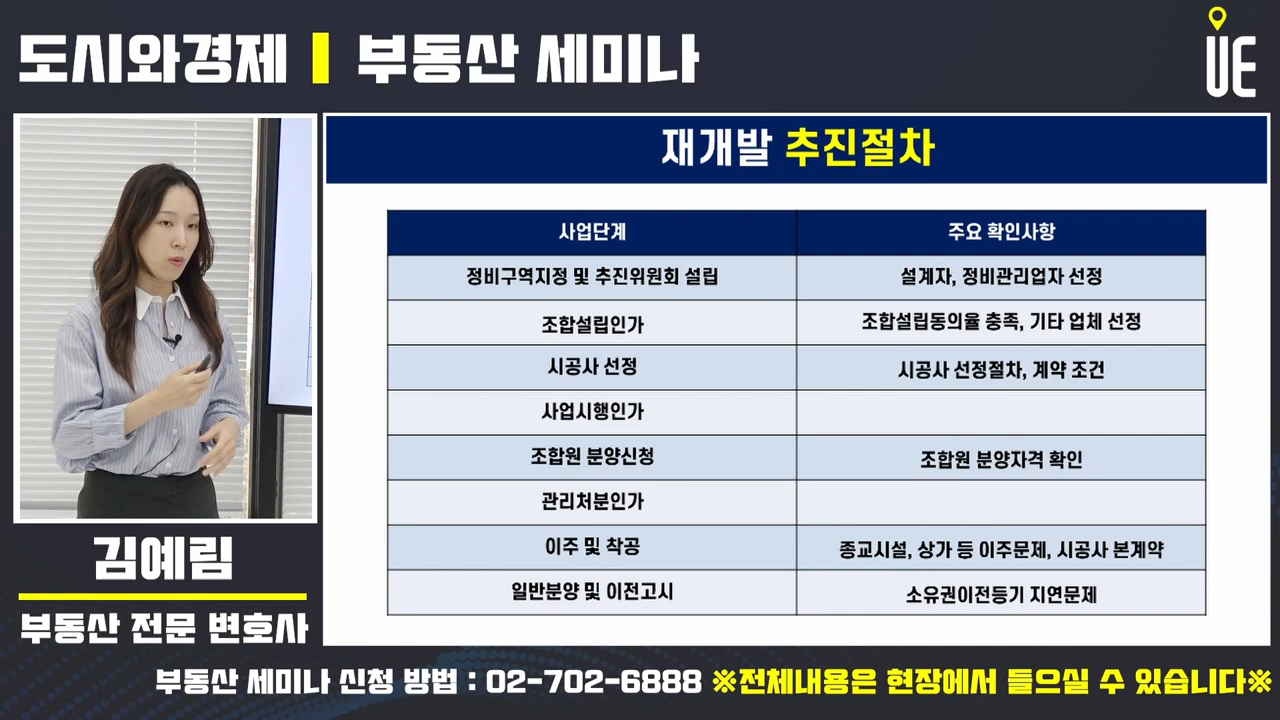 도시와경제 부동산 세미나
UE
재개발 추진절차
사업단계 주요 확인사항
정비구역지정 및 추진위원회 설립 설계자, 정비관리업자 선정
조합설립인가 조합설립동의율 충족, 기타 업체 선정
시공사 선정 시공사 선정절차, 계약 조건
사업시행인가
조합원 분양신청 조합원 분양자격 확인
관리처분인가
이주 및 착공 종교시설, 상가 등 이주문제, 시공사 본계약
일반분양 및 이전고시 소유권이전등기 지연문제
김예림
부동산 전문 변호사
부동산 세미나 신청 방법 : 02-702-6888 ※전체내용은 현장에서 들으실 수 있습니다※